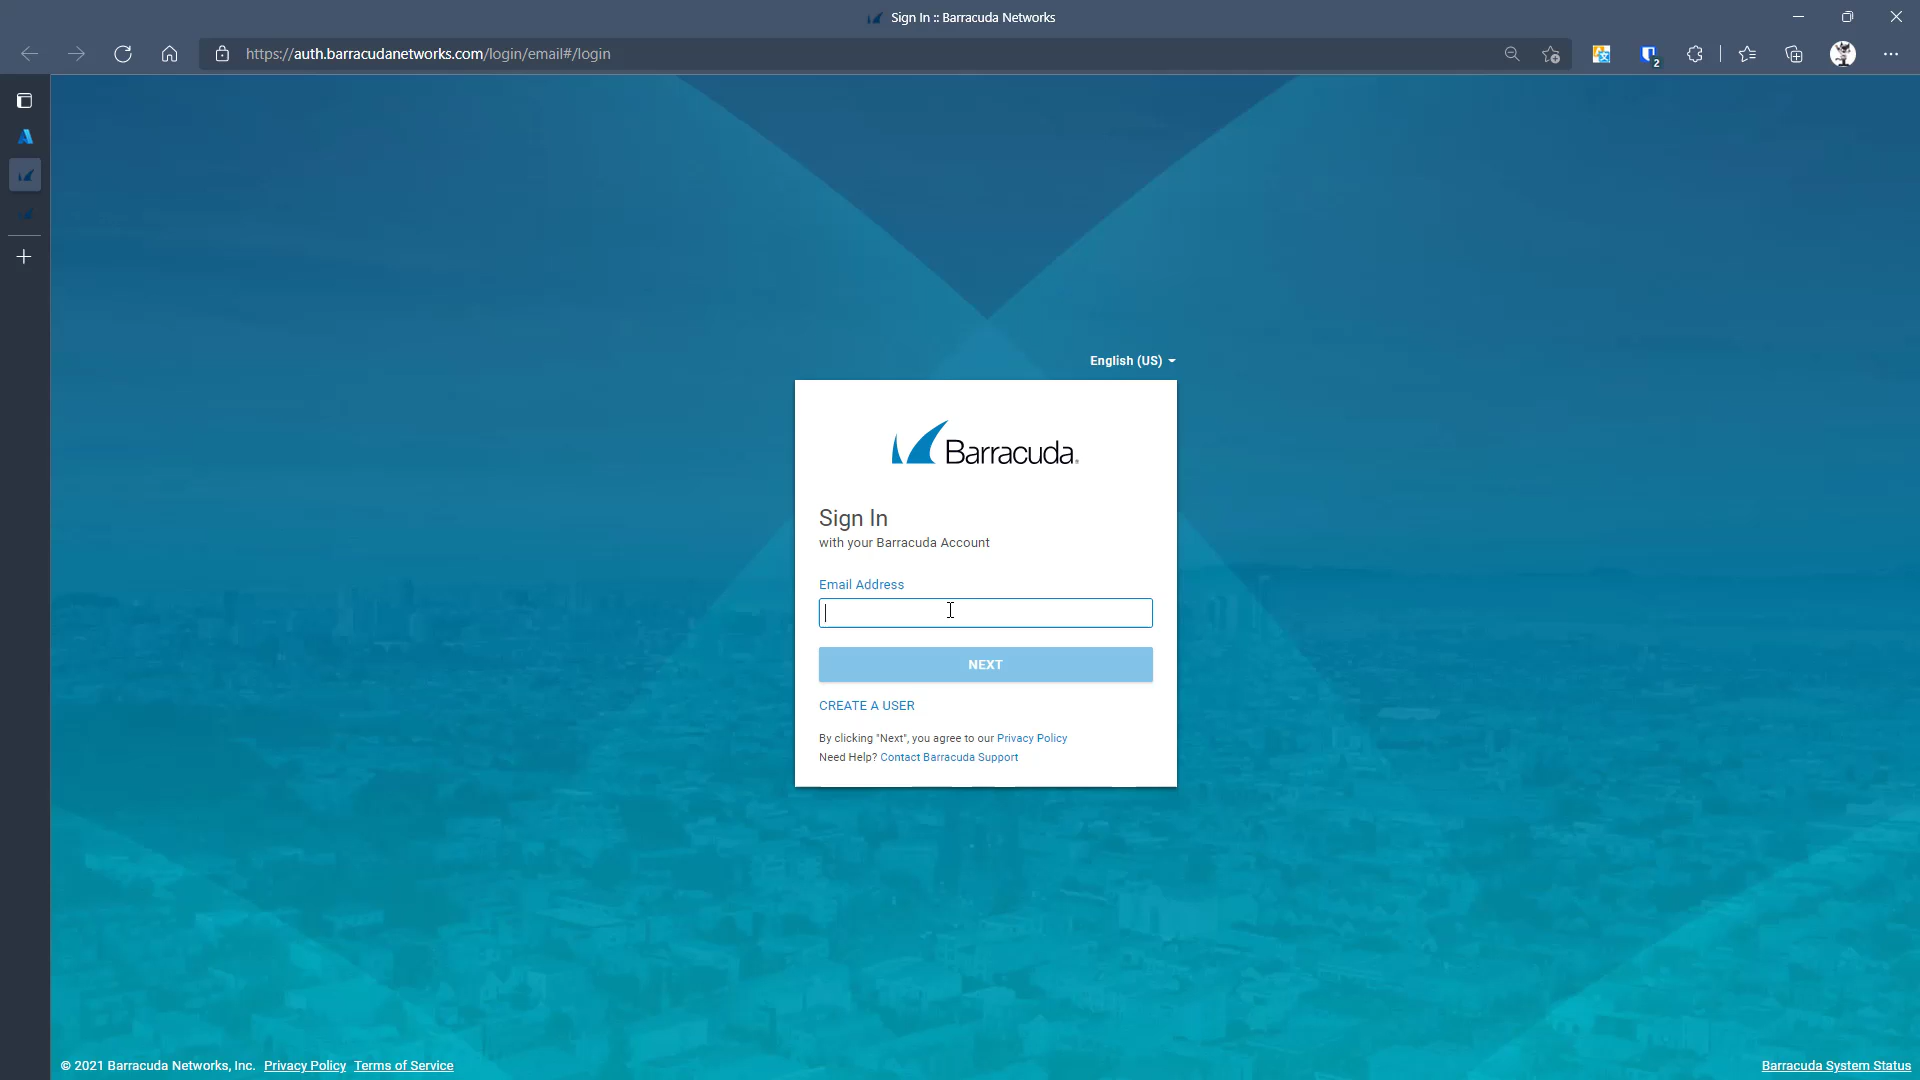 Sign In :: Barracuda Networks
https://auth.barracudanetworks.com/login/email#/login
2
English (US)
Barracuda
Sign In
with your Barracuda Account
Email Address
NEXT
CREATE A USER
By clicking "Next", you agree to our Privacy Policy
Need Help? Contact Barracuda Support
© 2021 Barracuda Networks, Inc. Privacy Policy Terms of Service
Barracuda System Status